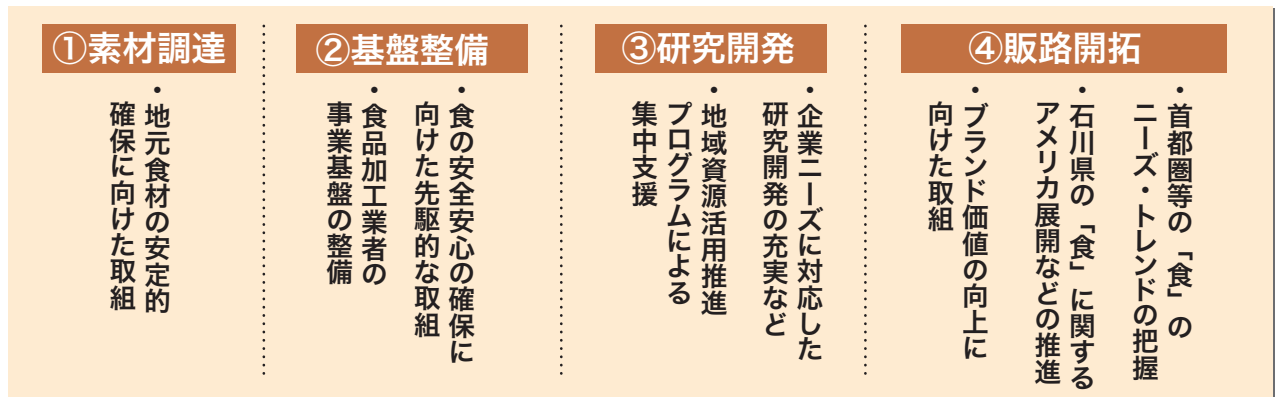 ①素材調達
・地元食材の安定的
確保に向けた取組
②基盤整備
・食の安全安心の確保に
向けた先駆的な取組
・食品加工業者の
事業基盤の整備
③研究開発
・企業ニーズに対応した
研究開発の充実など
・地域資源活用推進
プログラムによる
集中支援
④販路開拓
・首都圏等の「食」の
ニーズ・トレンドの把握
・石川県の「食」に関する
アメリカ展開などの推進
・ブランド価値の向上に
向けた取組